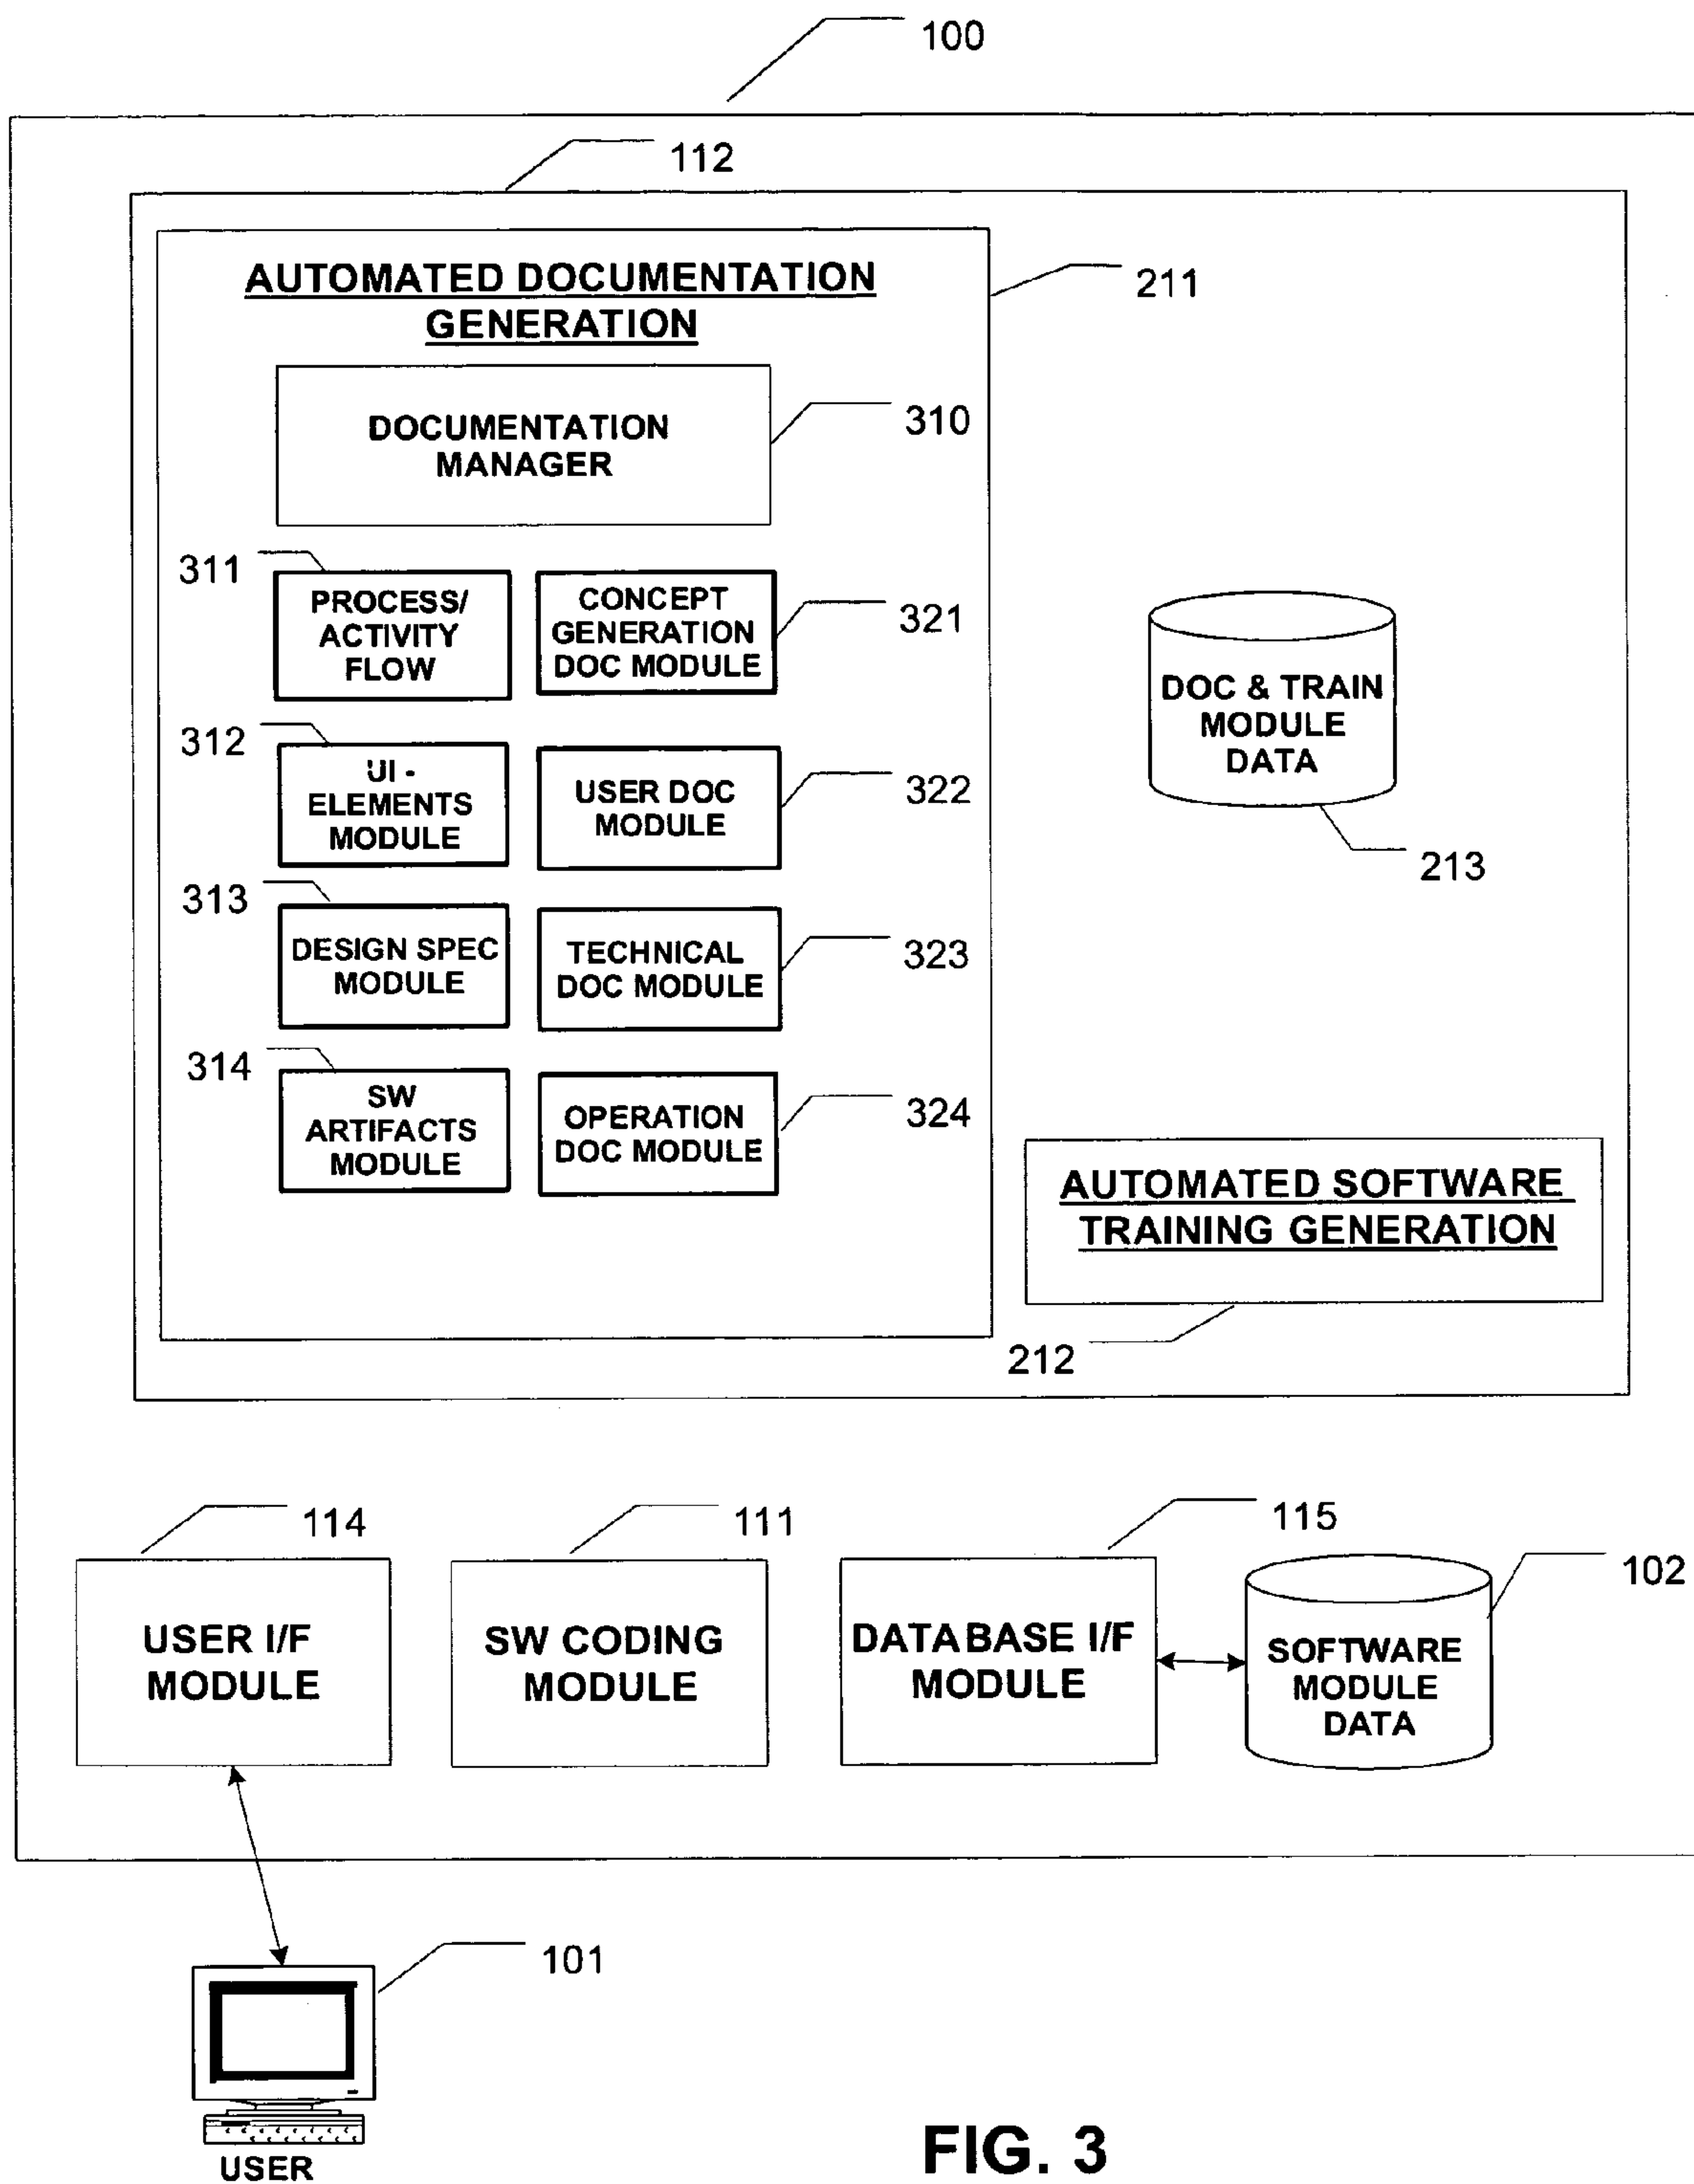 100
112
AUTOMATED DOCUMENTATION
GENERATION
211
DOCUMENTATION
MANAGER
310
311
PROCESS/
ACTIVITY
FLOW
CONCEPT
GENERATION
DOC MODULE
321
312
UI -
ELEMENTS
MODULE
USER DOC
MODULE
322
DOC & TRAIN
MODULE
DATA
213
313
DESIGN SPEC
MODULE
TECHNICAL
DOC MODULE
323
314
SW
ARTIFACTS
MODULE
OPERATION
DOC MODULE
324
AUTOMATED SOFTWARE
TRAINING GENERATION
212
114
USER I/F
MODULE
111
SW CODING
MODULE
115
DATABASE I/F
MODULE
102
SOFTWARE
MODULE
DATA
101
USER
FIG. 3